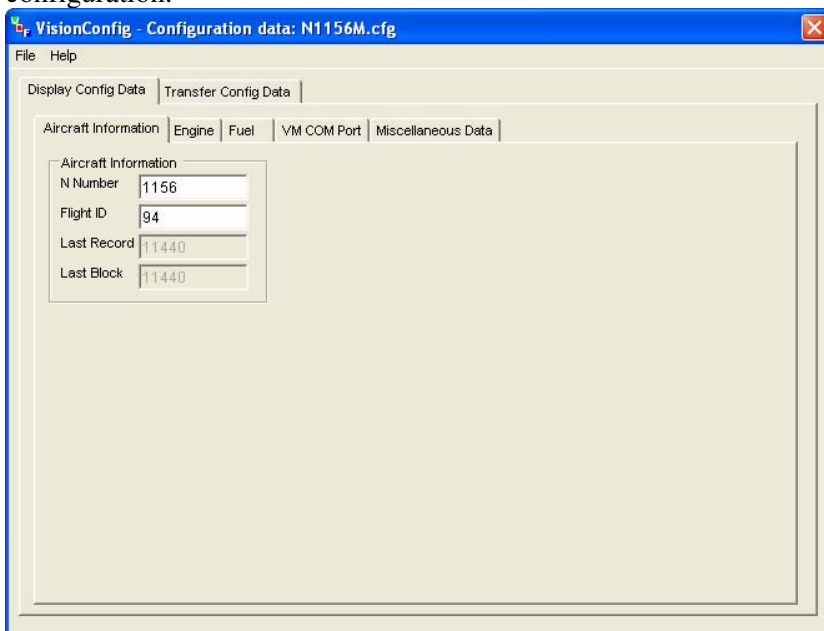 configuration.
VisionConfig - Configuration data: N1156M.cfg
File Help
Display Config Data Transfer Config Data
Aircraft Information Engine Fuel VM COM Port Miscellaneous Data
Aircraft Information
N Number 1156
Flight ID 94
Last Record 11440
Last Block 11440